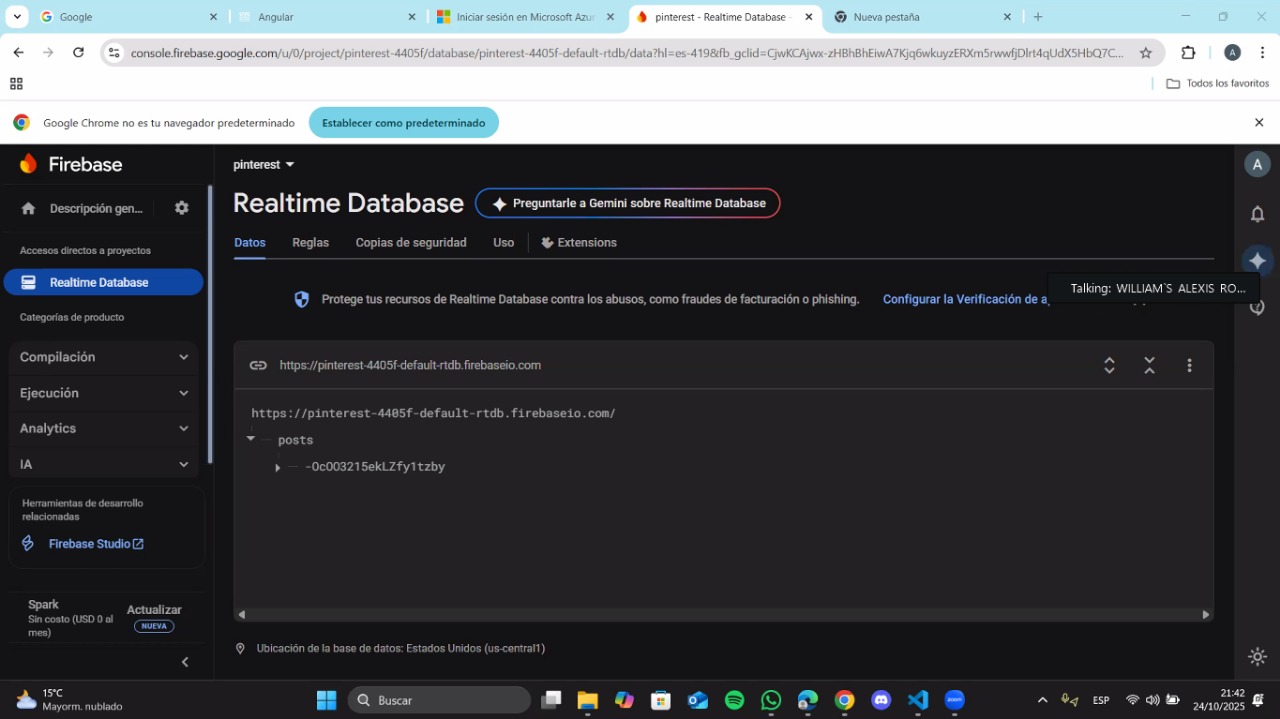 Google
Angular
Iniciar sesión en Microsoft Azur
pinterest - Realtime Database -
Nueva pestaña
console.firebase.google.com/u/0/project/pinterest-4405f/database/pinterest-4405f-default-rtdb/data?hl=es-419&fb_gclid=
A
Todos los favoritos
Google Chrome no es tu navegador predeterminado
Establecer como predeterminado
Firebase
pinterest
A
Descripción gen...
Realtime Database
Preguntarle a Gemini sobre Realtime Database
Accesos directos a proyectos
Datos
Reglas
Copias de seguridad
Uso
Extensions
Realtime Database
Protege tus recursos de Realtime Database contra los abusos, como fraudes de facturación o phishing.
Configurar la Verificación de ap
Talking: WILLIAM`S ALEXIS RO...
Categorías de producto
Compilación
Ejecución
Analytics
IA
https://pinterest-4405f-default-rtdb.firebaseio.com
https://pinterest-4405f-default-rtdb.firebaseio.com/
posts
-OcOO3215ekLZfy1tzby
Herramientas de desarrollo
relacionadas
Firebase Studio
Spark
Sin costo (USD 0 al
mes)
Actualizar
NUEVA
Ubicación de la base de datos: Estados Unidos (us-central1)
15°C
Mayorm. nublado
Buscar
zoom
ESP
21:42
24/10/2025